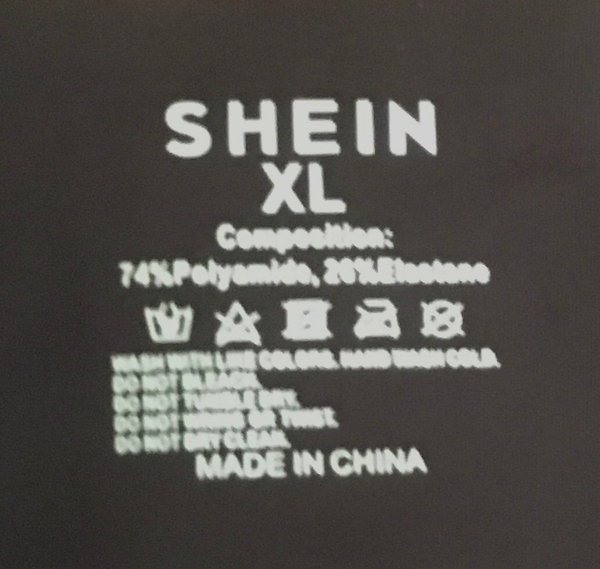 SHEIN
XL
Composition:
74%Polyamide, 26%Elastane
WASH WITH LIKE COLORS. HAND WASH COLD.
DO NOT BLEACH.
DO NOT TUMBLE DRY.
DO NOT WRING OR TWIST.
DO NOT DRY CLEAN.
MADE IN CHINA